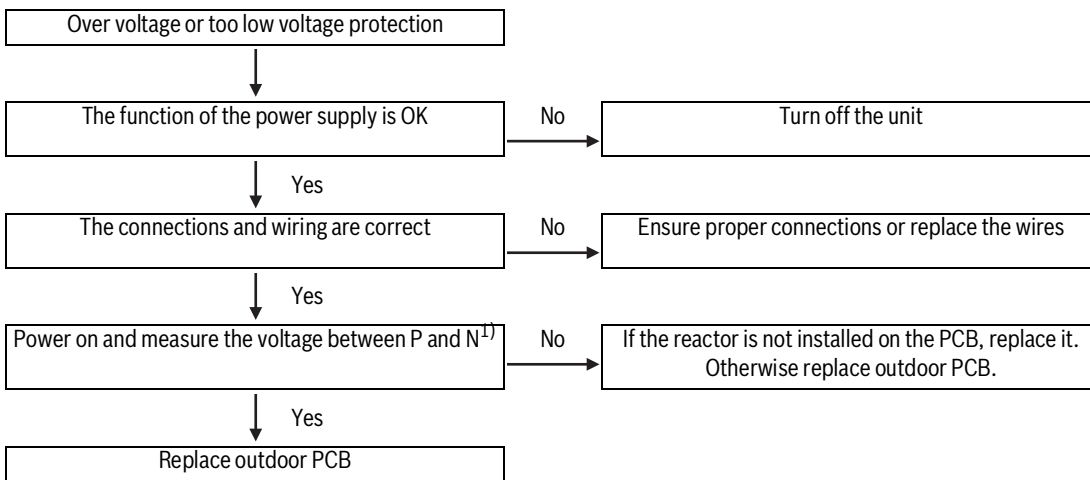 Over voltage or too low voltage protection
The function of the power supply is OK
No
Turn off the unit
Yes
The connections and wiring are correct
No
Ensure proper connections or replace the wires
Yes
Power on and measure the voltage between P and N1)
No
If the reactor is not installed on the PCB, replace it.
Otherwise replace outdoor PCB.
Yes
Replace outdoor PCB